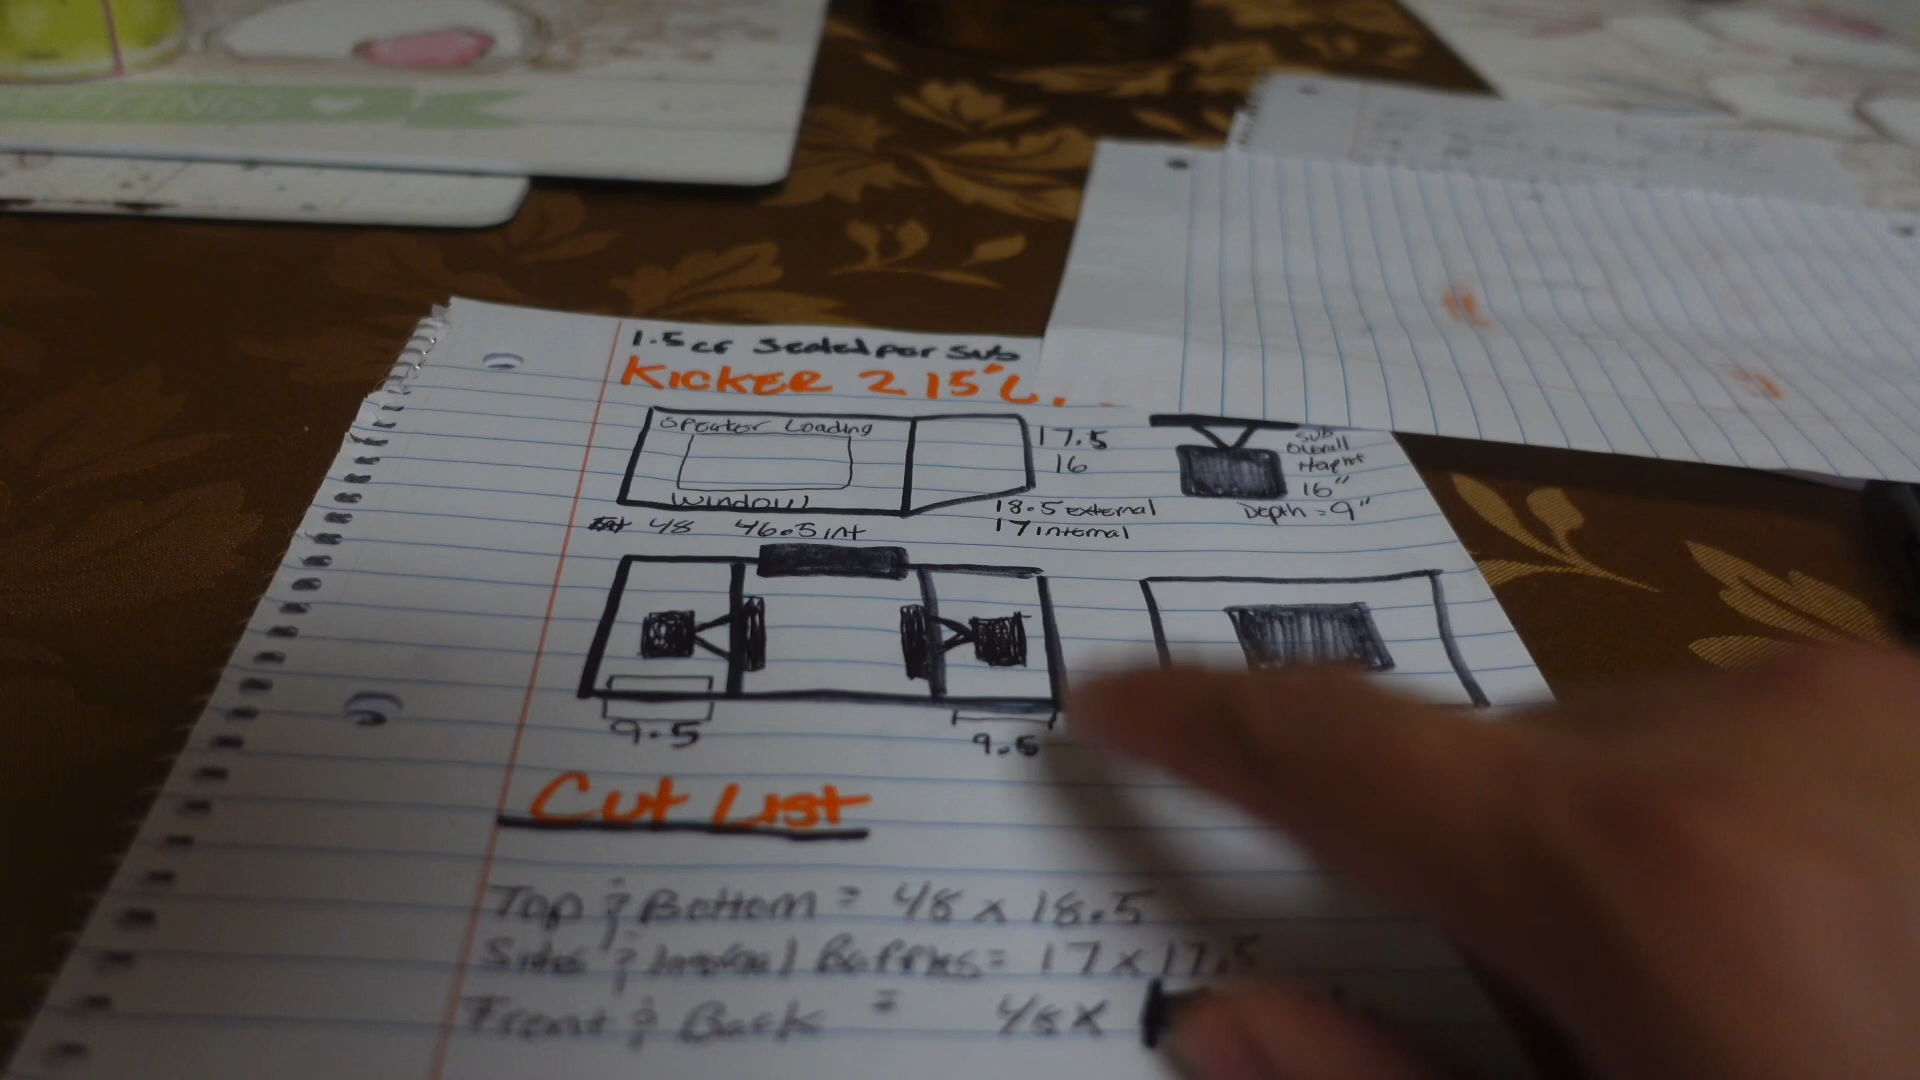 1.5 cf Sealed per sub
KICKER 2 15" L
Speaker Loading
Window
17.5
16
18.5 external
17 internal
48 46.5 int
Sub
Overall
Height
16"
Depth = 9"
9.5
9.5
Cut List
Top & Bottom = 48 x 18.5
Sides & Baffles = 17 x 17.5
Front & Back = 48 x